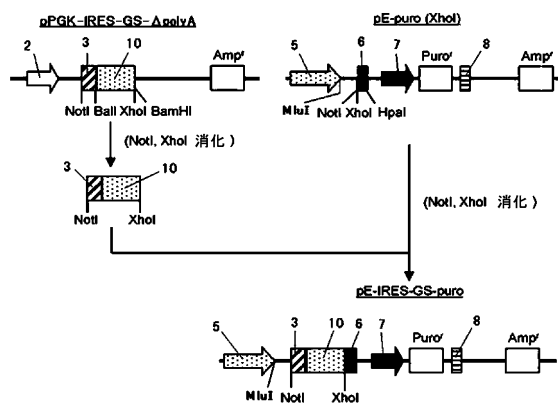 pPGK-IRES-GS-ΔpolyA
2
3
10
Ampʳ
NotI BalI XhoI BamHI
(NotI, XhoI 消化)
3
10
NotI
XhoI
pE-puro (XhoI)
5
6
7
Puroʳ
8
Ampʳ
MluI
NotI XhoI HpaI
(NotI, XhoI 消化)
pE-IRES-GS-puro
5
3
10
6
7
Puroʳ
8
Ampʳ
MluI
NotI
XhoI